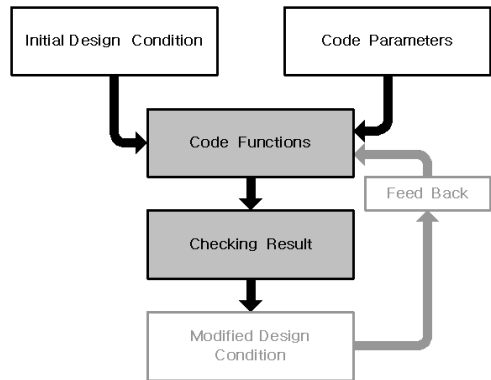 Initial Design Condition
Code Parameters
Code Functions
Feed Back
Checking Result
Modified Design
Condition